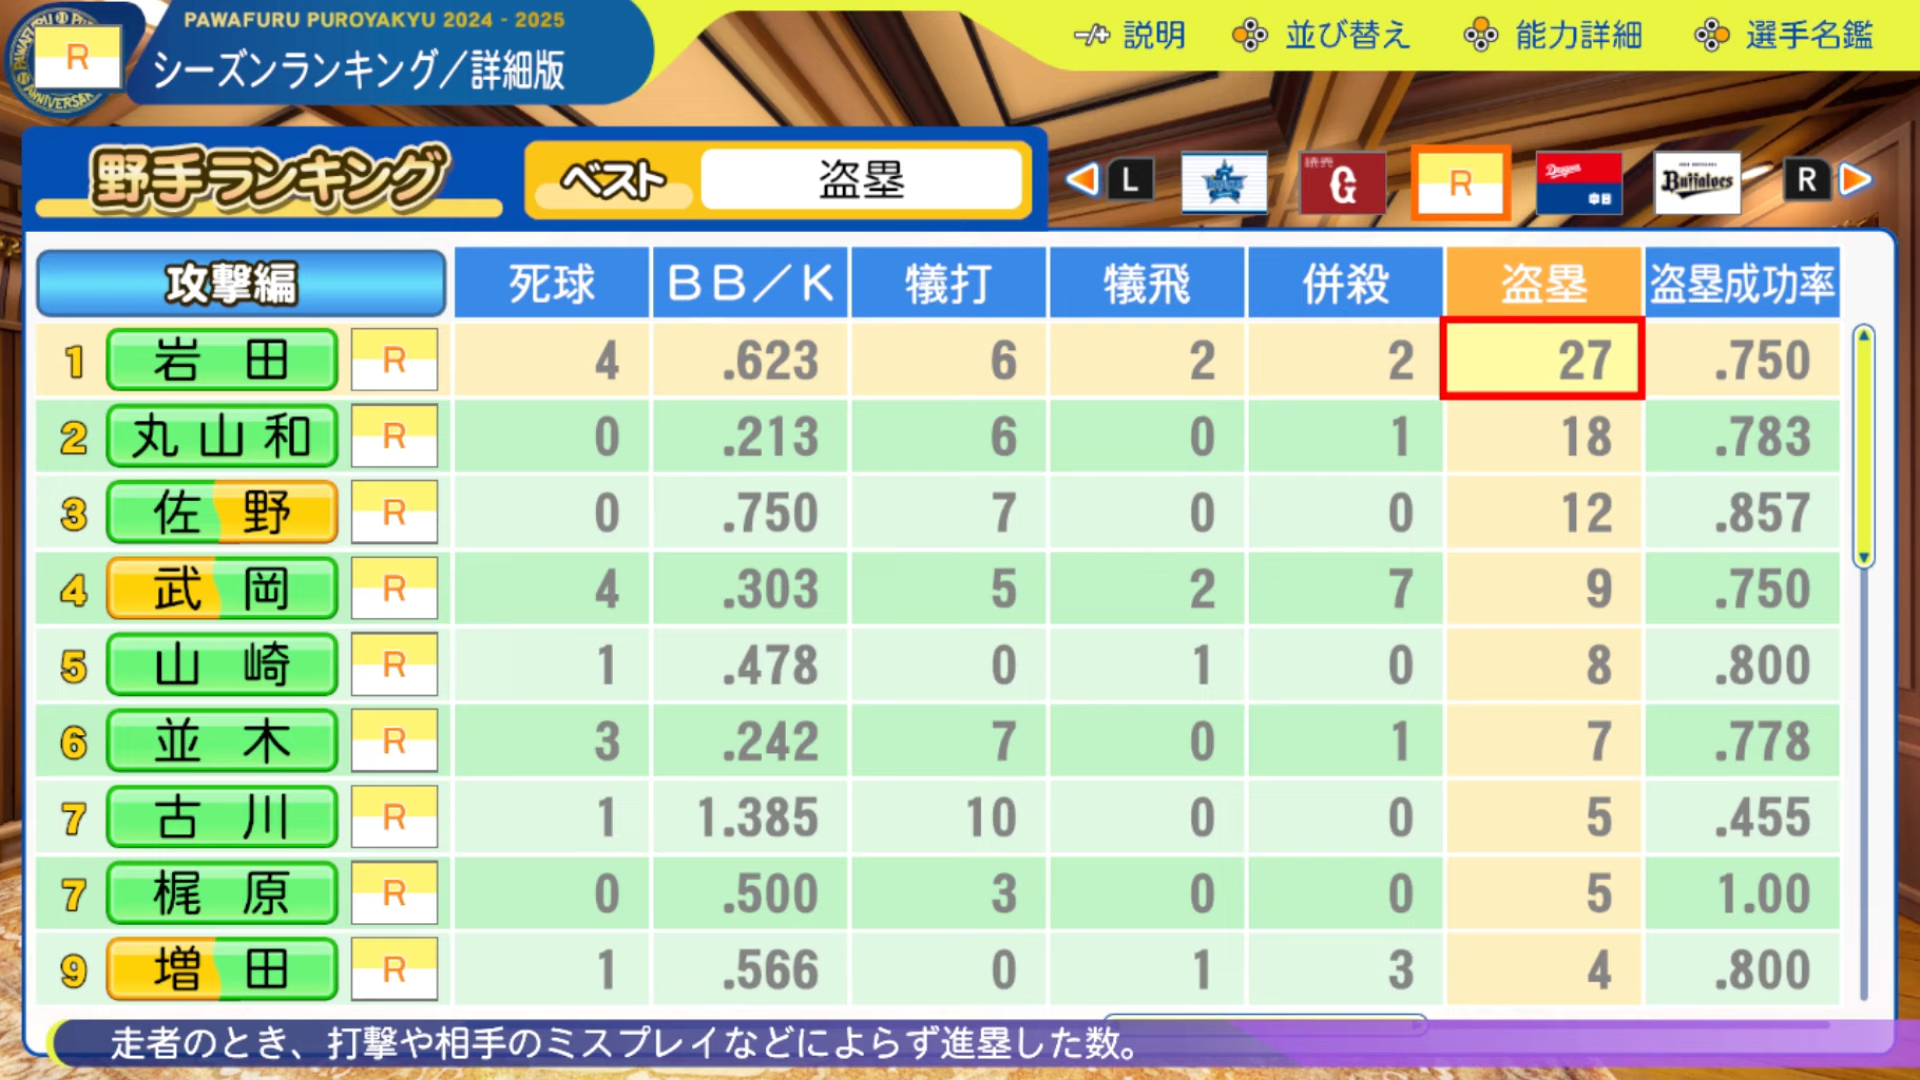 PAWAFURU PUROYAKYU 2024 - 2025
R
シーズンランキング／詳細版
-/+ 説明 並び替え 能力詳細 選手名鑑
野手ランキング
ベスト 盗塁
L 読売 G R Dragons 中日 Buffaloes R
攻撃編 死球 ＢＢ／Ｋ 犠打 犠飛 併殺 盗塁 盗塁成功率
1 岩田 R 4 .623 6 2 2 27 .750
2 丸山和 R 0 .213 6 0 1 18 .783
3 佐野 R 0 .750 7 0 0 12 .857
4 武岡 R 4 .303 5 2 7 9 .750
5 山崎 R 1 .478 0 1 0 8 .800
6 並木 R 3 .242 7 0 1 7 .778
7 古川 R 1 1.385 10 0 0 5 .455
7 梶原 R 0 .500 3 0 0 5 1.00
9 増田 R 1 .566 0 1 3 4 .800
走者のとき、打撃や相手のミスプレイなどによらず進塁した数。